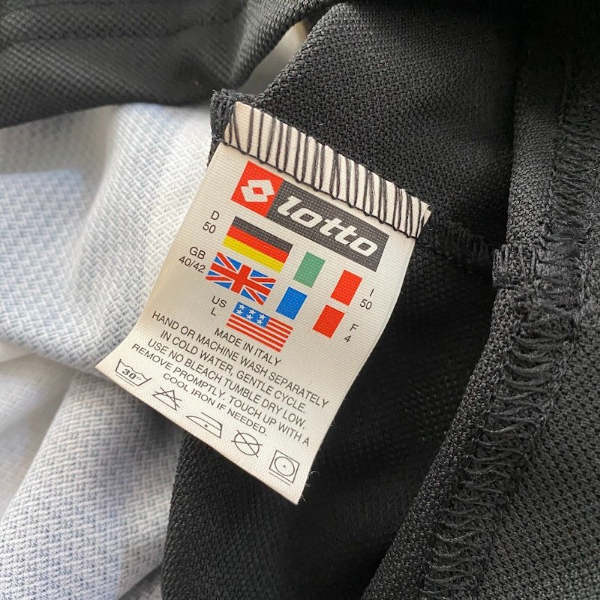 lotto
D
50
GB
40/42
US
L
I
50
F
4
MADE IN ITALY
HAND OR MACHINE WASH SEPARATELY
IN COLD WATER, GENTLE CYCLE.
USE NO BLEACH TUMBLE DRY LOW.
REMOVE PROMPTLY. TOUCH UP WITH A
COOL IRON IF NEEDED.
30°